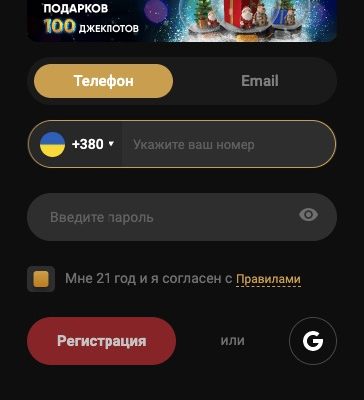 ПОДАРКОВ
100 ДЖЕКПОТОВ
Телефон Email
+380 Укажите ваш номер
Введите пароль
Мне 21 год и я согласен с Правилами
Регистрация или G